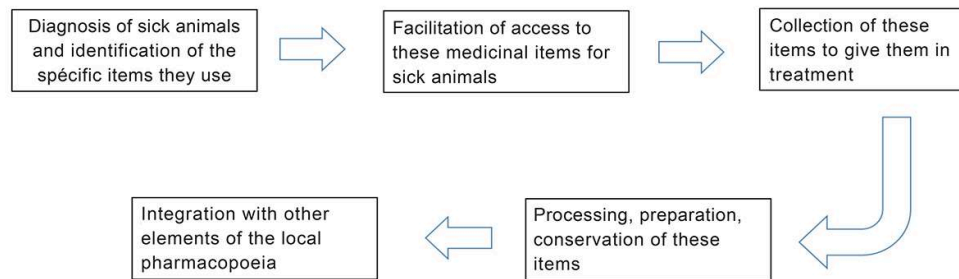 Diagnosis of sick animals
and identification of the
spécific items they use
Facilitation of access to
these medicinal items for
sick animals
Collection of these
items to give them in
treatment
Processing, preparation,
conservation of these
items
Integration with other
elements of the local
pharmacopoeia